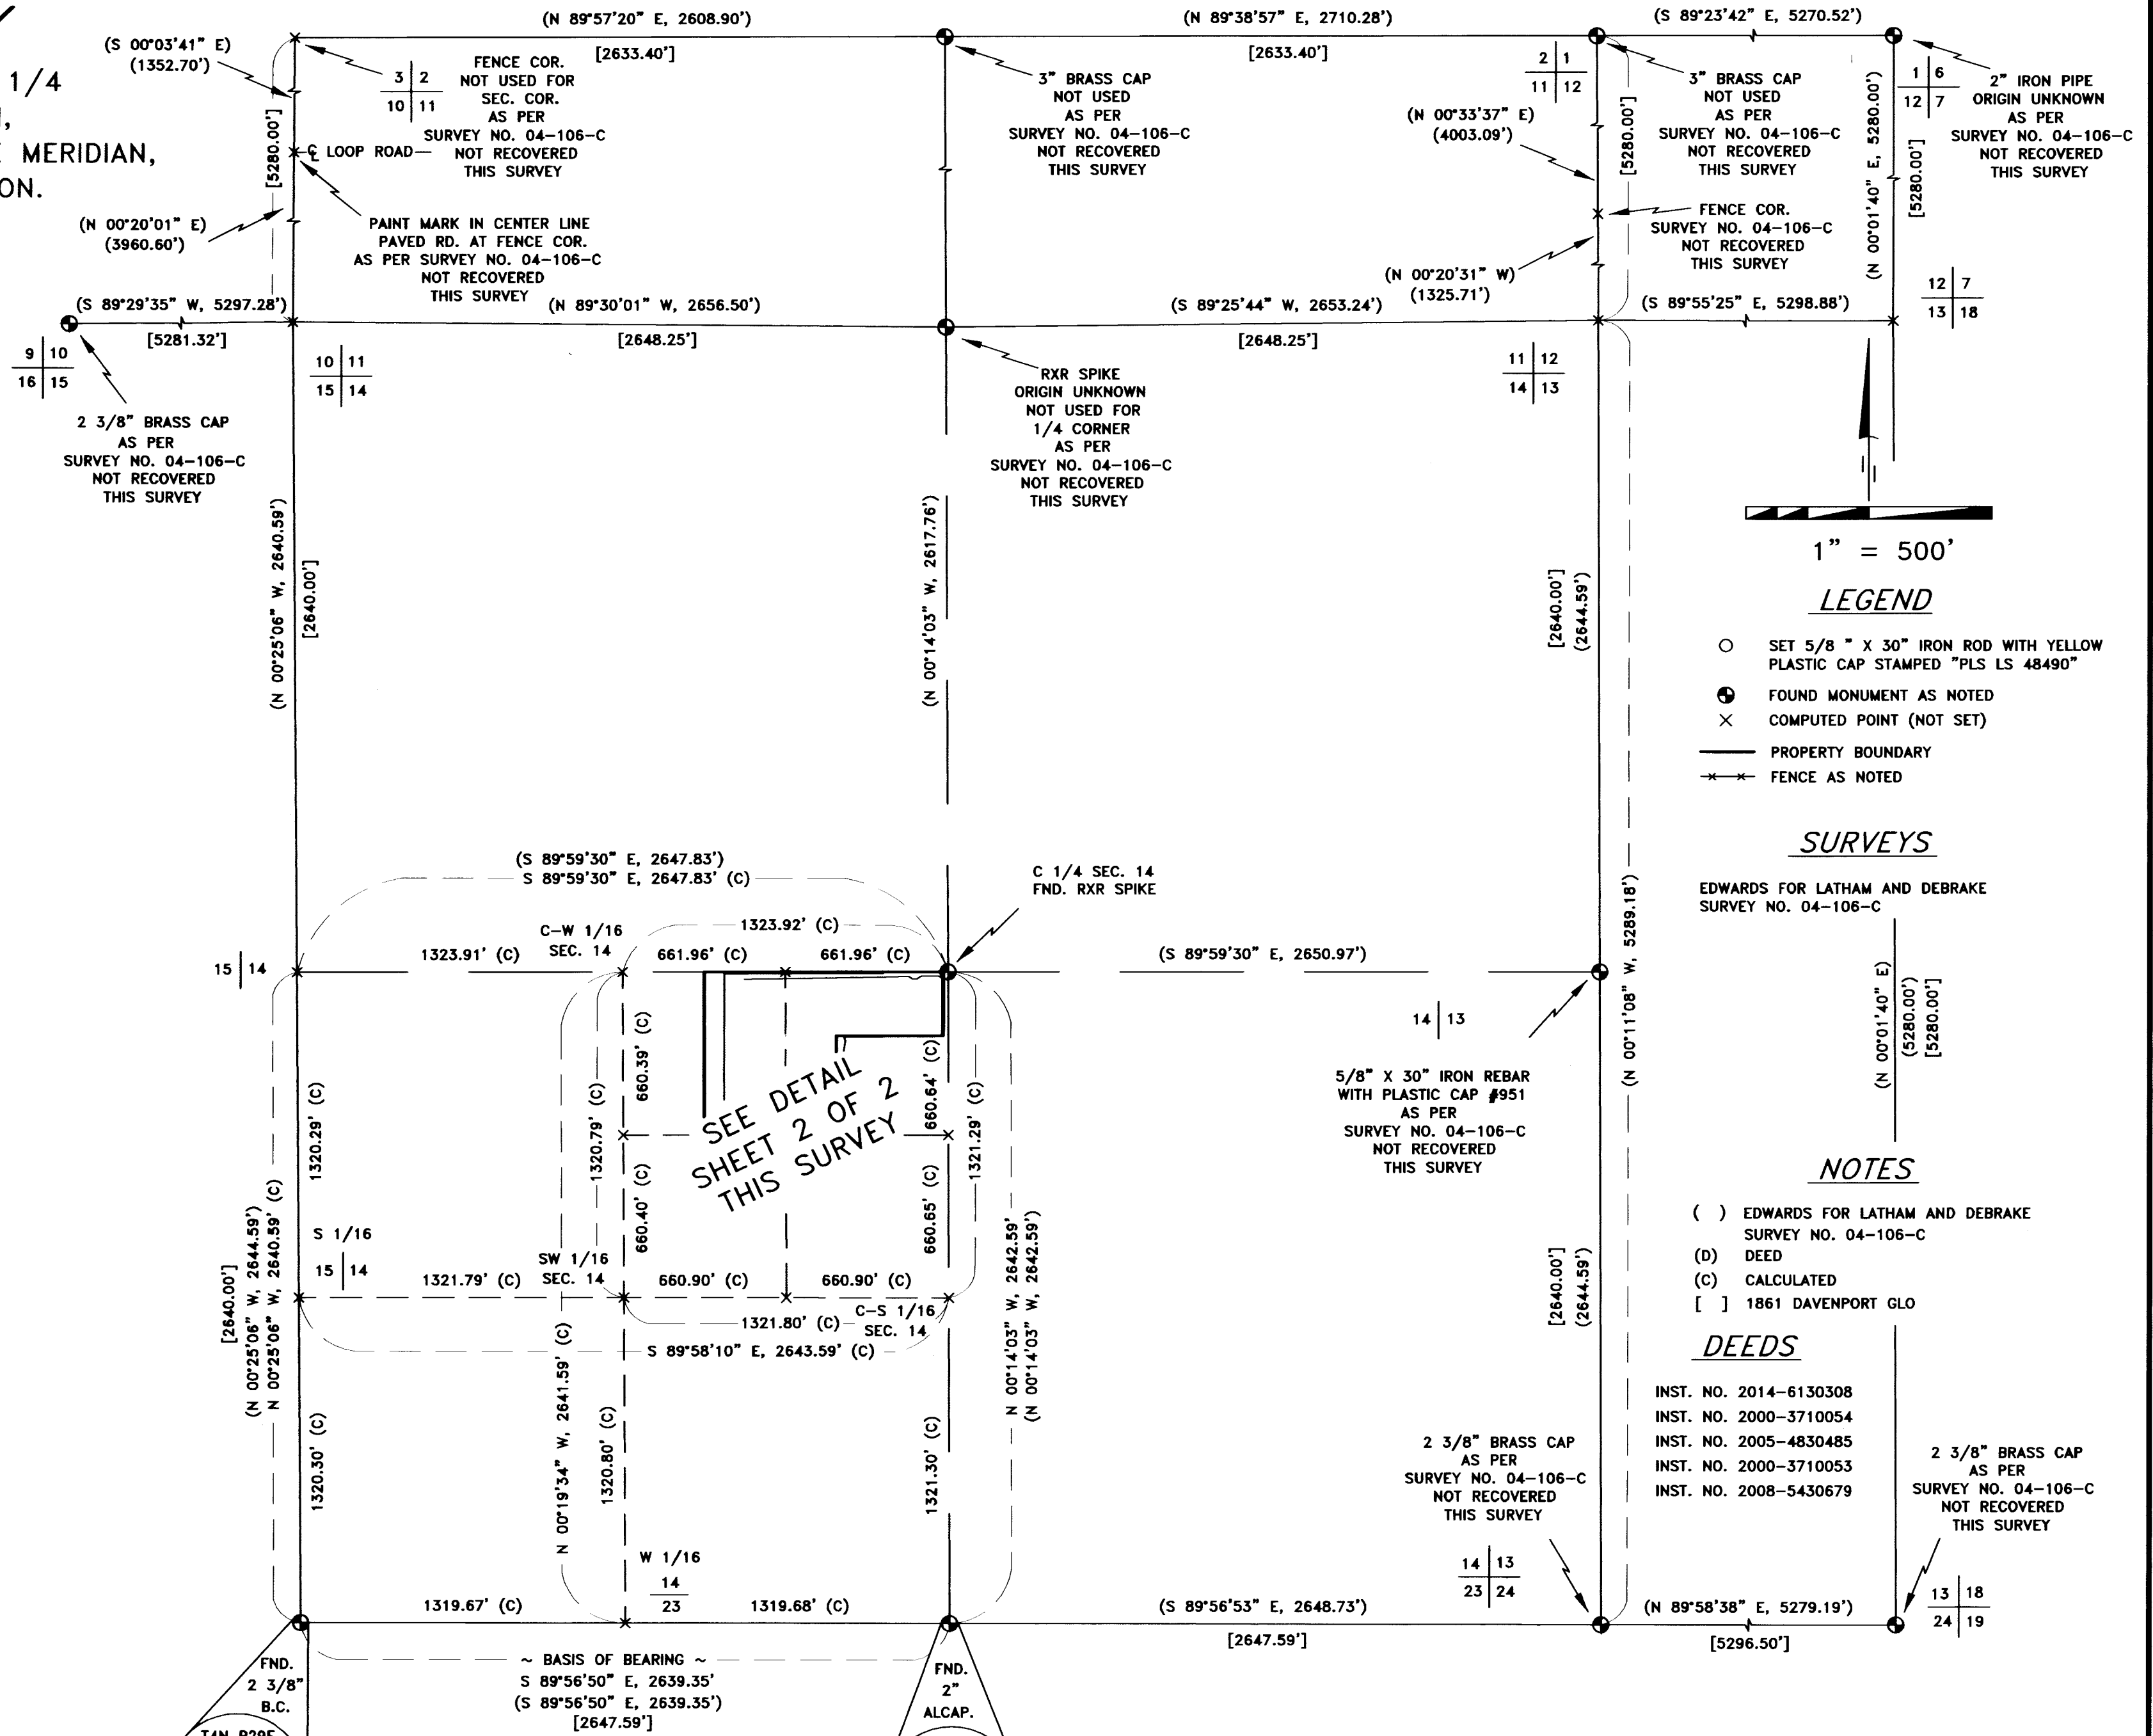 1/4
MERIDIAN,
ON.
(N 89°57'20" E, 2608.90')
[2633.40']
(N 89°38'57" E, 2710.28')
[2633.40']
(S 89°23'42" E, 5270.52')
(S 00°03'41" E)
(1352.70')
3 2
10 11
FENCE COR.
NOT USED FOR
SEC. COR.
AS PER
SURVEY NO. 04-106-C
NOT RECOVERED
THIS SURVEY
3" BRASS CAP
NOT USED
AS PER
SURVEY NO. 04-106-C
NOT RECOVERED
THIS SURVEY
2 1
11 12
3" BRASS CAP
NOT USED
AS PER
SURVEY NO. 04-106-C
NOT RECOVERED
THIS SURVEY
1 6
12 7
2" IRON PIPE
ORIGIN UNKNOWN
AS PER
SURVEY NO. 04-106-C
NOT RECOVERED
THIS SURVEY
[5280.00']
℄ LOOP ROAD
(N 00°33'37" E)
(4003.09')
[5280.00']
(N 00°01'40" E, 5280.00')
[5280.00']
(N 00°20'01" E)
(3960.60')
PAINT MARK IN CENTER LINE
PAVED RD. AT FENCE COR.
AS PER SURVEY NO. 04-106-C
NOT RECOVERED
THIS SURVEY
FENCE COR.
SURVEY NO. 04-106-C
NOT RECOVERED
THIS SURVEY
(N 00°20'31" W)
(1325.71')
(S 89°29'35" W, 5297.28')
[5281.32']
(N 89°30'01" W, 2656.50')
[2648.25']
(S 89°25'44" W, 2653.24')
[2648.25']
(S 89°55'25" E, 5298.88')
12 7
13 18
9 10
16 15
10 11
15 14
11 12
14 13
2 3/8" BRASS CAP
AS PER
SURVEY NO. 04-106-C
NOT RECOVERED
THIS SURVEY
RXR SPIKE
ORIGIN UNKNOWN
NOT USED FOR
1/4 CORNER
AS PER
SURVEY NO. 04-106-C
NOT RECOVERED
THIS SURVEY
(N 00°25'06" W, 2640.59')
[2640.00']
(N 00°14'03" W, 2617.76')
[2640.00']
(2644.59')
1" = 500'
LEGEND
SET 5/8 " X 30" IRON ROD WITH YELLOW
PLASTIC CAP STAMPED "PLS LS 48490"
FOUND MONUMENT AS NOTED
COMPUTED POINT (NOT SET)
PROPERTY BOUNDARY
FENCE AS NOTED
SURVEYS
EDWARDS FOR LATHAM AND DEBRAKE
SURVEY NO. 04-106-C
(S 89°59'30" E, 2647.83')
S 89°59'30" E, 2647.83' (C)
C 1/4 SEC. 14
FND. RXR SPIKE
1323.92' (C)
C-W 1/16
SEC. 14
1323.91' (C)
661.96' (C)
661.96' (C)
(S 89°59'30" E, 2650.97')
(N 00°11'08" W, 5289.18')
15 14
14 13
5/8" X 30" IRON REBAR
WITH PLASTIC CAP #951
AS PER
SURVEY NO. 04-106-C
NOT RECOVERED
THIS SURVEY
(N 00°01'40" E)
(5280.00')
[5280.00']
1320.29' (C)
1320.79' (C)
660.39' (C)
660.64' (C)
1321.29' (C)
SEE DETAIL
SHEET 2 OF 2
THIS SURVEY
660.40' (C)
660.65' (C)
[2640.00']
(N 00°25'06" W, 2644.59')
N 00°25'06" W, 2640.59' (C)
S 1/16
15 14
SW 1/16
SEC. 14
1321.79' (C)
660.90' (C)
660.90' (C)
C-S 1/16
SEC. 14
1321.80' (C)
S 89°58'10" E, 2643.59' (C)
N 00°14'03" W, 2642.59'
(N 00°14'03" W, 2642.59')
[2640.00']
(2644.59')
NOTES
( ) EDWARDS FOR LATHAM AND DEBRAKE
SURVEY NO. 04-106-C
(D) DEED
(C) CALCULATED
[ ] 1861 DAVENPORT GLO
DEEDS
INST. NO. 2014-6130308
INST. NO. 2000-3710054
INST. NO. 2005-4830485
INST. NO. 2000-3710053
INST. NO. 2008-5430679
1320.30' (C)
N 00°19'34" W, 2641.59' (C)
1320.80' (C)
1321.30' (C)
2 3/8" BRASS CAP
AS PER
SURVEY NO. 04-106-C
NOT RECOVERED
THIS SURVEY
2 3/8" BRASS CAP
AS PER
SURVEY NO. 04-106-C
NOT RECOVERED
THIS SURVEY
W 1/16
14
23
14 13
23 24
13 18
24 19
1319.67' (C)
1319.68' (C)
(S 89°56'53" E, 2648.73')
[2647.59']
(N 89°58'38" E, 5279.19')
[5296.50']
~ BASIS OF BEARING ~
S 89°56'50" E, 2639.35'
(S 89°56'50" E, 2639.35')
[2647.59']
FND.
2 3/8"
B.C.
FND.
2"
ALCAP.
T4N R29E